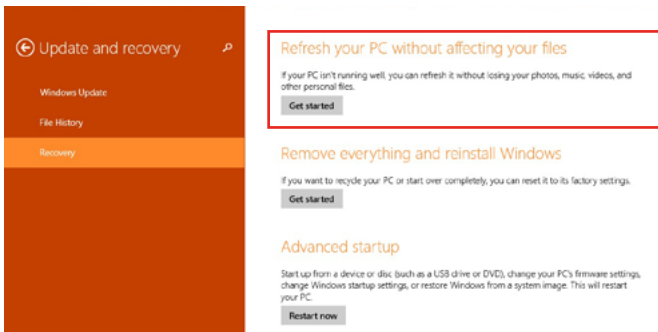 Update and recovery
Windows Update
File History
Recovery
Refresh your PC without affecting your files
If your PC isn't running well, you can refresh it without losing your photos, music, videos, and
other personal files.
Get started
Remove everything and reinstall Windows
If you want to recycle your PC or start over completely, you can reset it to its factory settings.
Get started
Advanced startup
Start up from a device or disc (such as a USB drive or DVD), change your PC's firmware settings,
change Windows startup settings, or restore Windows from a system image. This will restart
your PC.
Restart now